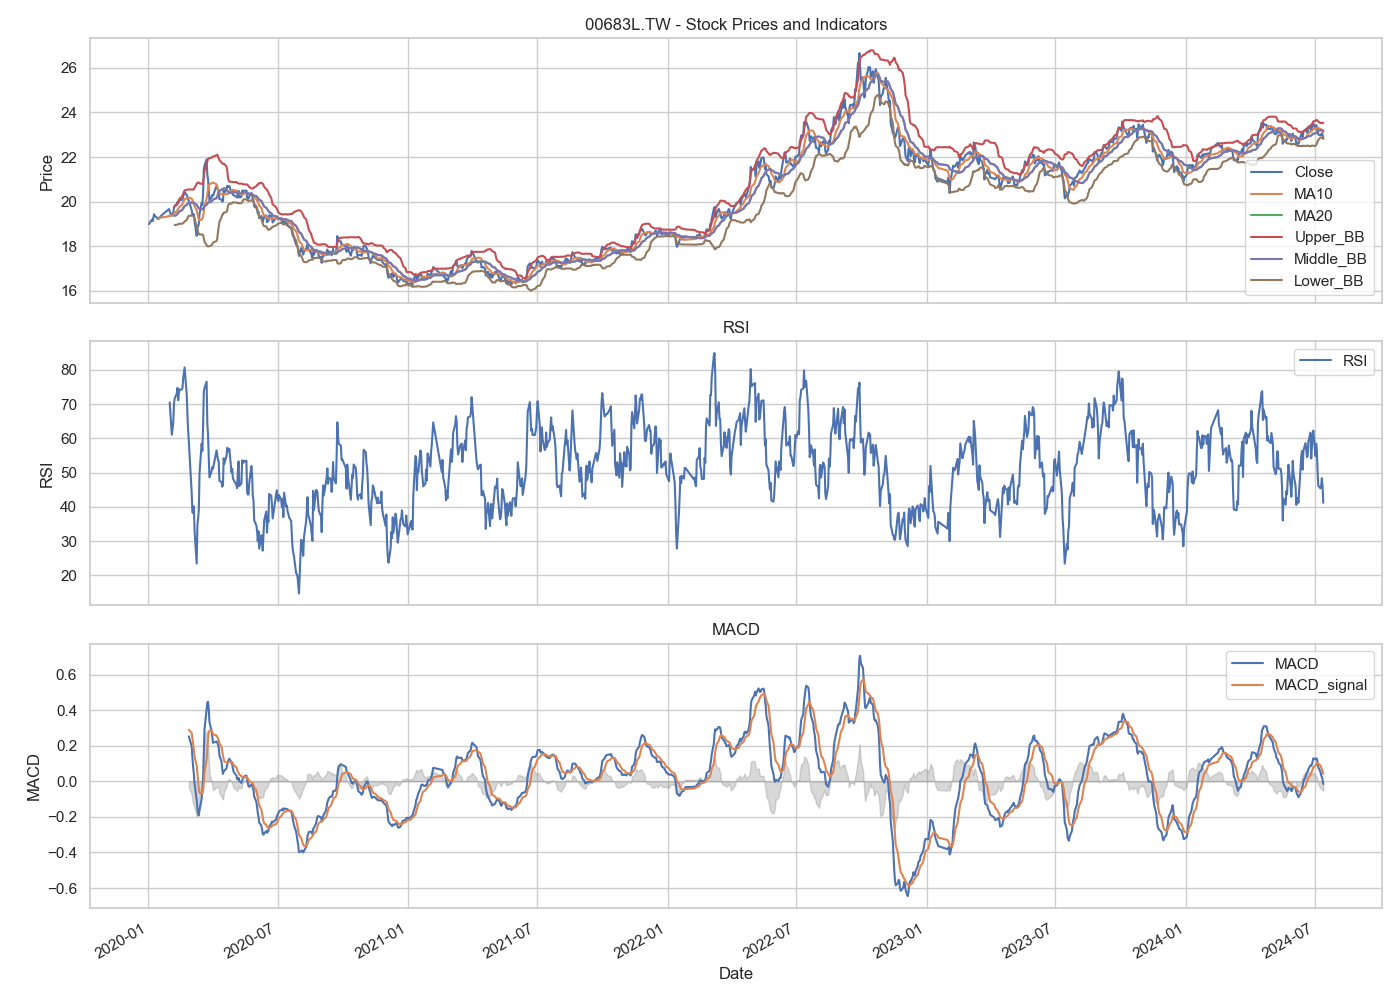 00683L.TW - Stock Prices and Indicators
Price
26
24
22
20
18
16
Close
MA10
MA20
Upper_BB
Middle_BB
Lower_BB
RSI
RSI
80
70
60
50
40
30
20
RSI
MACD
MACD
0.6
0.4
0.2
0.0
−0.2
−0.4
−0.6
MACD
MACD_signal
2020-01
2020-07
2021-01
2021-07
2022-01
2022-07
2023-01
2023-07
2024-01
2024-07
Date